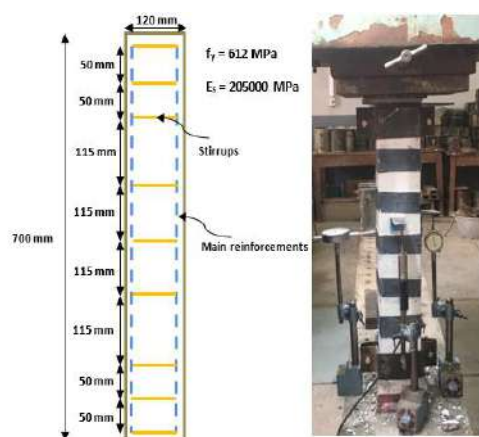 120 mm
fy = 612 MPa
50 mm
Es = 205000 MPa
50 mm
Stirrups
115 mm
115 mm
700 mm
Main reinforcements
115 mm
115 mm
50 mm
50 mm